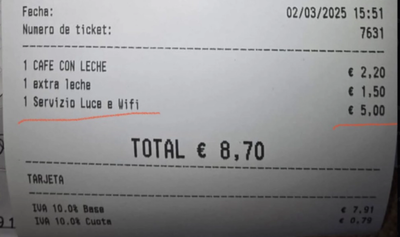 Fecha: 02/03/2025 15:51
Numero de ticket: 7631
1 CAFE CON LECHE € 2,20
1 extra leche € 1,50
1 Servizio Luce e Wifi € 5,00
TOTAL € 8,70
TARJETA
IVA 10.0% Base € 7,91
IVA 10.0% Cuota € 0,79